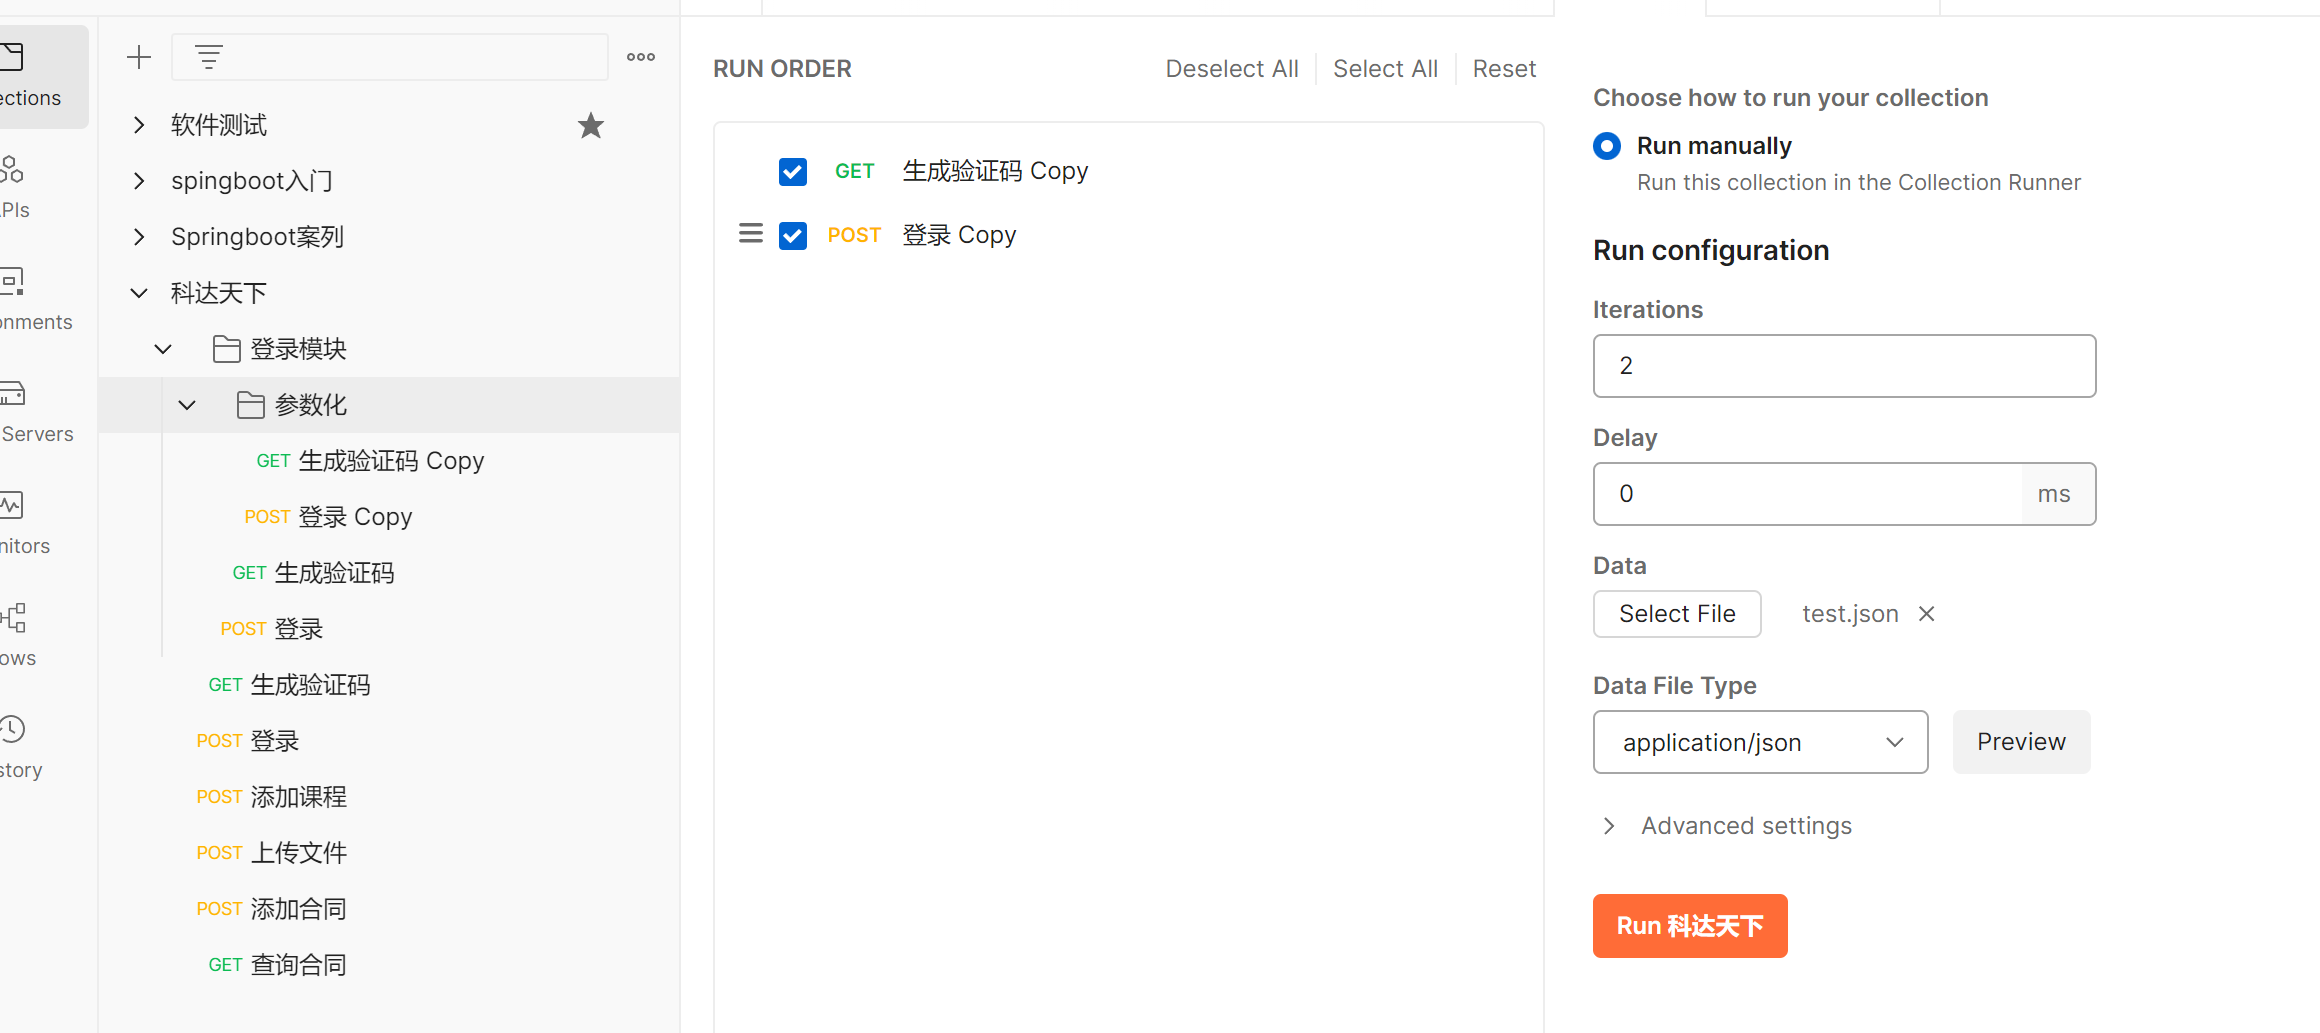 ections
PIs
onments
Servers
nitors
ows
story
软件测试
spingboot入门
Springboot案列
科达天下
登录模块
参数化
GET 生成验证码 Copy
POST 登录 Copy
GET 生成验证码
POST 登录
GET 生成验证码
POST 登录
POST 添加课程
POST 上传文件
POST 添加合同
GET 查询合同
RUN ORDER Deselect All Select All Reset
GET 生成验证码 Copy
POST 登录 Copy
Choose how to run your collection
Run manually
Run this collection in the Collection Runner
Run configuration
Iterations
2
Delay
0 ms
Data
Select File test.json
Data File Type
application/json Preview
Advanced settings
Run 科达天下